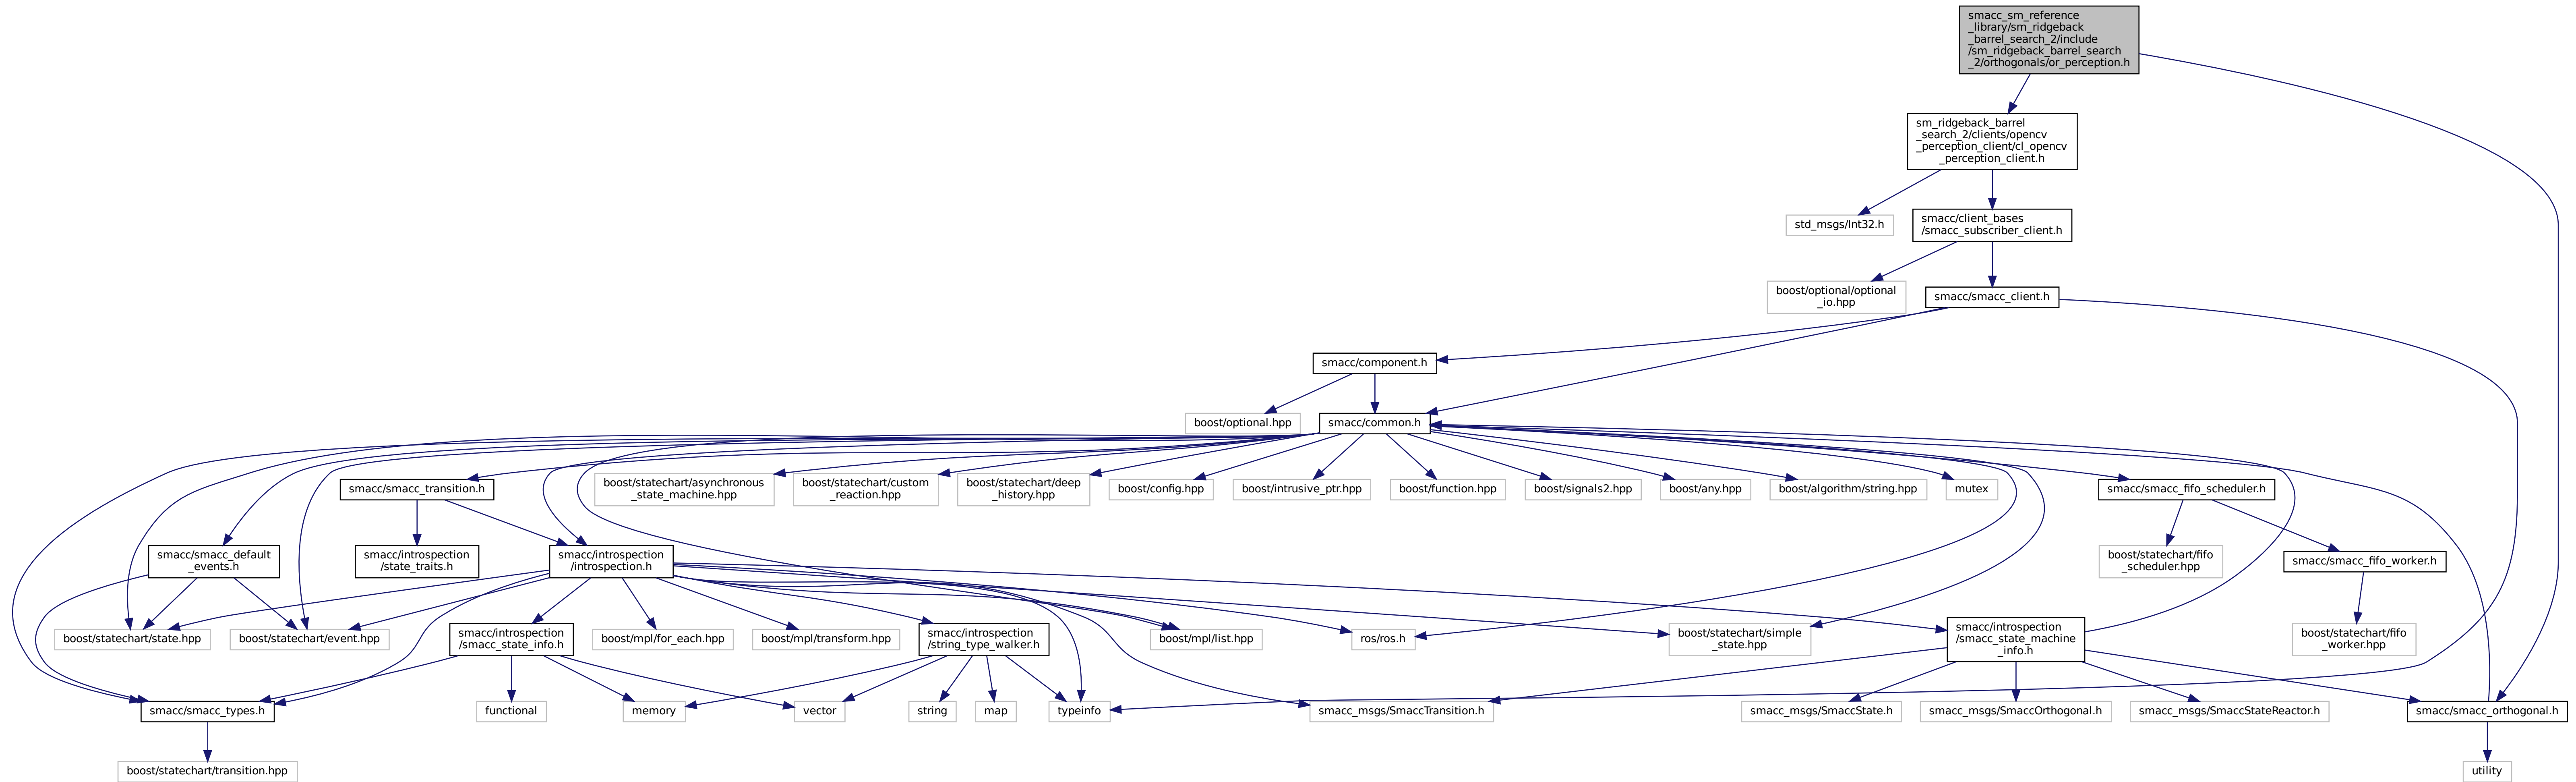 smacc_sm_reference
_library/sm_ridgeback
_barrel_search_2/include
/sm_ridgeback_barrel_search
_2/orthogonals/or_perception.h
sm_ridgeback_barrel
_search_2/clients/opencv
_perception_client/cl_opencv
_perception_client.h
std_msgs/Int32.h
smacc/client_bases
/smacc_subscriber_client.h
boost/optional/optional
_io.hpp
smacc/smacc_client.h
smacc/component.h
boost/optional.hpp
smacc/common.h
smacc/smacc_transition.h
boost/statechart/asynchronous
_state_machine.hpp
boost/statechart/custom
_reaction.hpp
boost/statechart/deep
_history.hpp
boost/config.hpp
boost/intrusive_ptr.hpp
boost/function.hpp
boost/signals2.hpp
boost/any.hpp
boost/algorithm/string.hpp
mutex
smacc/smacc_fifo_scheduler.h
smacc/smacc_default
_events.h
smacc/introspection
/state_traits.h
smacc/introspection
/introspection.h
boost/statechart/fifo
_scheduler.hpp
smacc/smacc_fifo_worker.h
boost/statechart/state.hpp
boost/statechart/event.hpp
smacc/introspection
/smacc_state_info.h
boost/mpl/for_each.hpp
boost/mpl/transform.hpp
smacc/introspection
/string_type_walker.h
boost/mpl/list.hpp
ros/ros.h
boost/statechart/simple
_state.hpp
smacc/introspection
/smacc_state_machine
_info.h
boost/statechart/fifo
_worker.hpp
smacc/smacc_types.h
functional
memory
vector
string
map
typeinfo
smacc_msgs/SmaccTransition.h
smacc_msgs/SmaccState.h
smacc_msgs/SmaccOrthogonal.h
smacc_msgs/SmaccStateReactor.h
smacc/smacc_orthogonal.h
boost/statechart/transition.hpp
utility